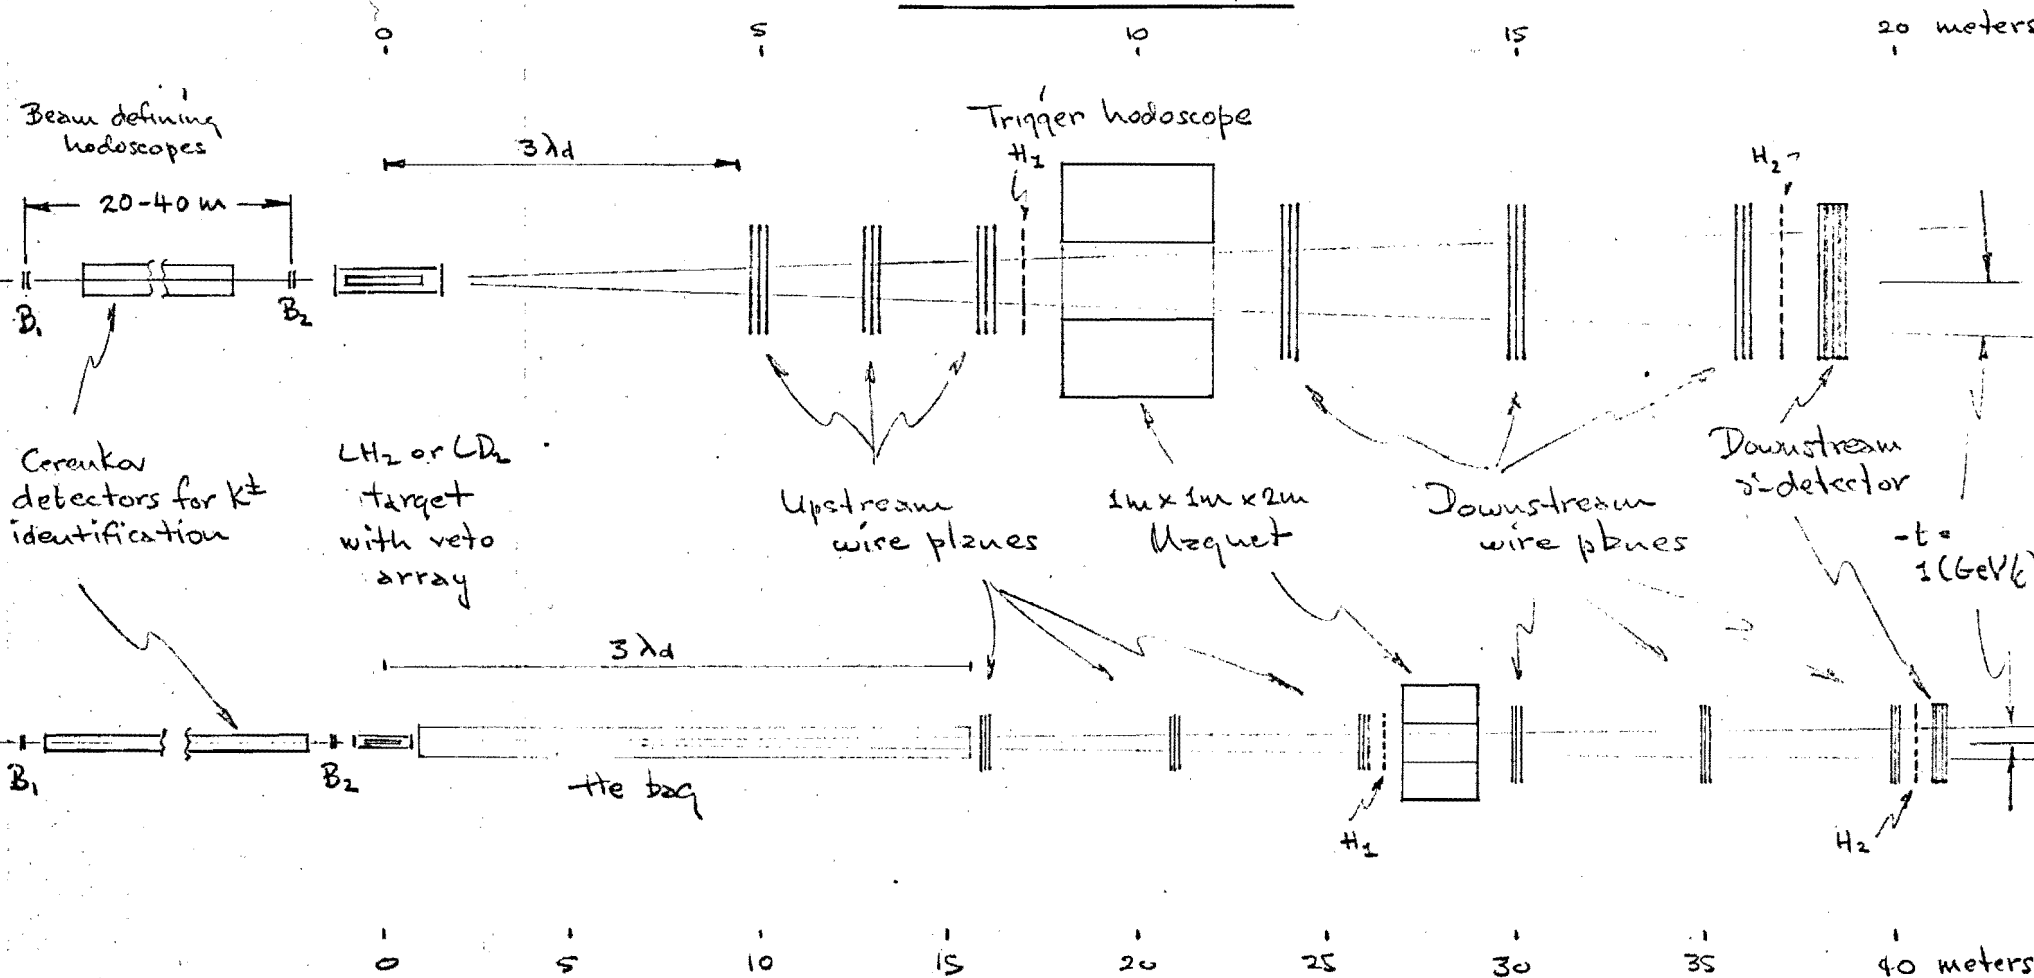 0 5 10 15 20 meters
Beam defining
hodoscopes
Trigger hodoscope
3λd
H₁
H₂
20-40 m
B₁
B₂
Cerenkov
detectors for K±
identification
LH₂ or LD₂
target
with veto
array
Upstream
wire planes
1m x 1m x 2m
Magnet
Downstream
wire planes
Downstream
γ-detector
-t =
3λd
B₁
B₂
He bag
H₁
H₂
0 5 10 15 20 25 30 35 40 meters